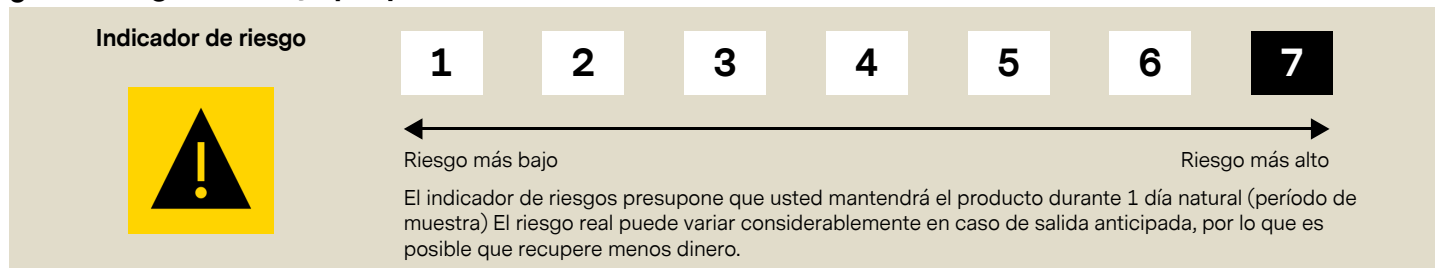 Indicador de riesgo
1 2 3 4 5 6 7
Riesgo más bajo
Riesgo más alto
El indicador de riesgos presupone que usted mantendrá el producto durante 1 día natural (período de
muestra) El riesgo real puede variar considerablemente en caso de salida anticipada, por lo que es
posible que recupere menos dinero.